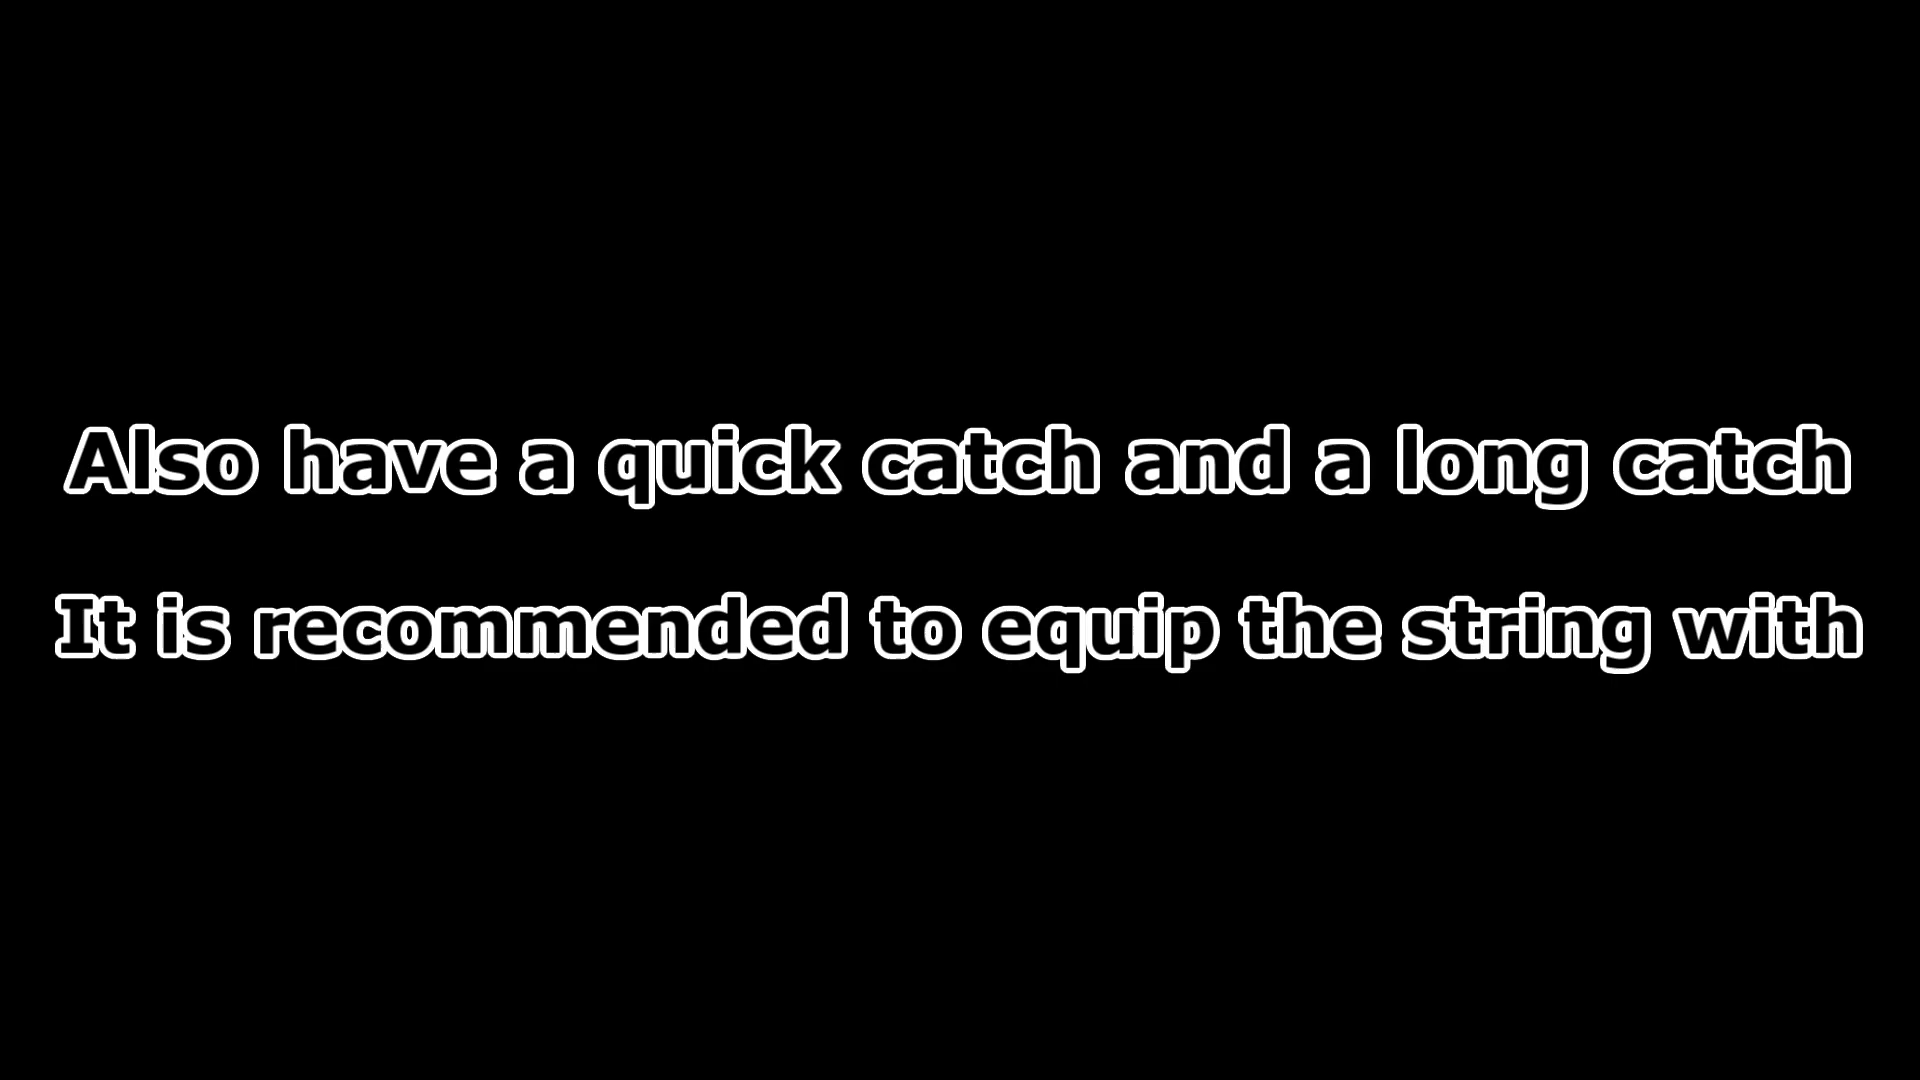 Also have a quick catch and a long catch
It is recommended to equip the string with